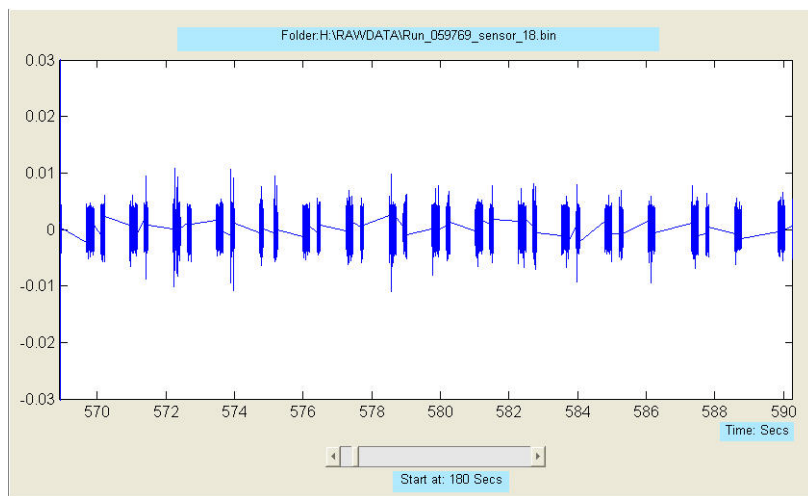 Folder:H:\RAWDATA\Run_059769_sensor_18.bin
0.03
0.02
0.01
0
-0.01
-0.02
-0.03
570 572 574 576 578 580 582 584 586 588 590
Time: Secs
Start at: 180 Secs